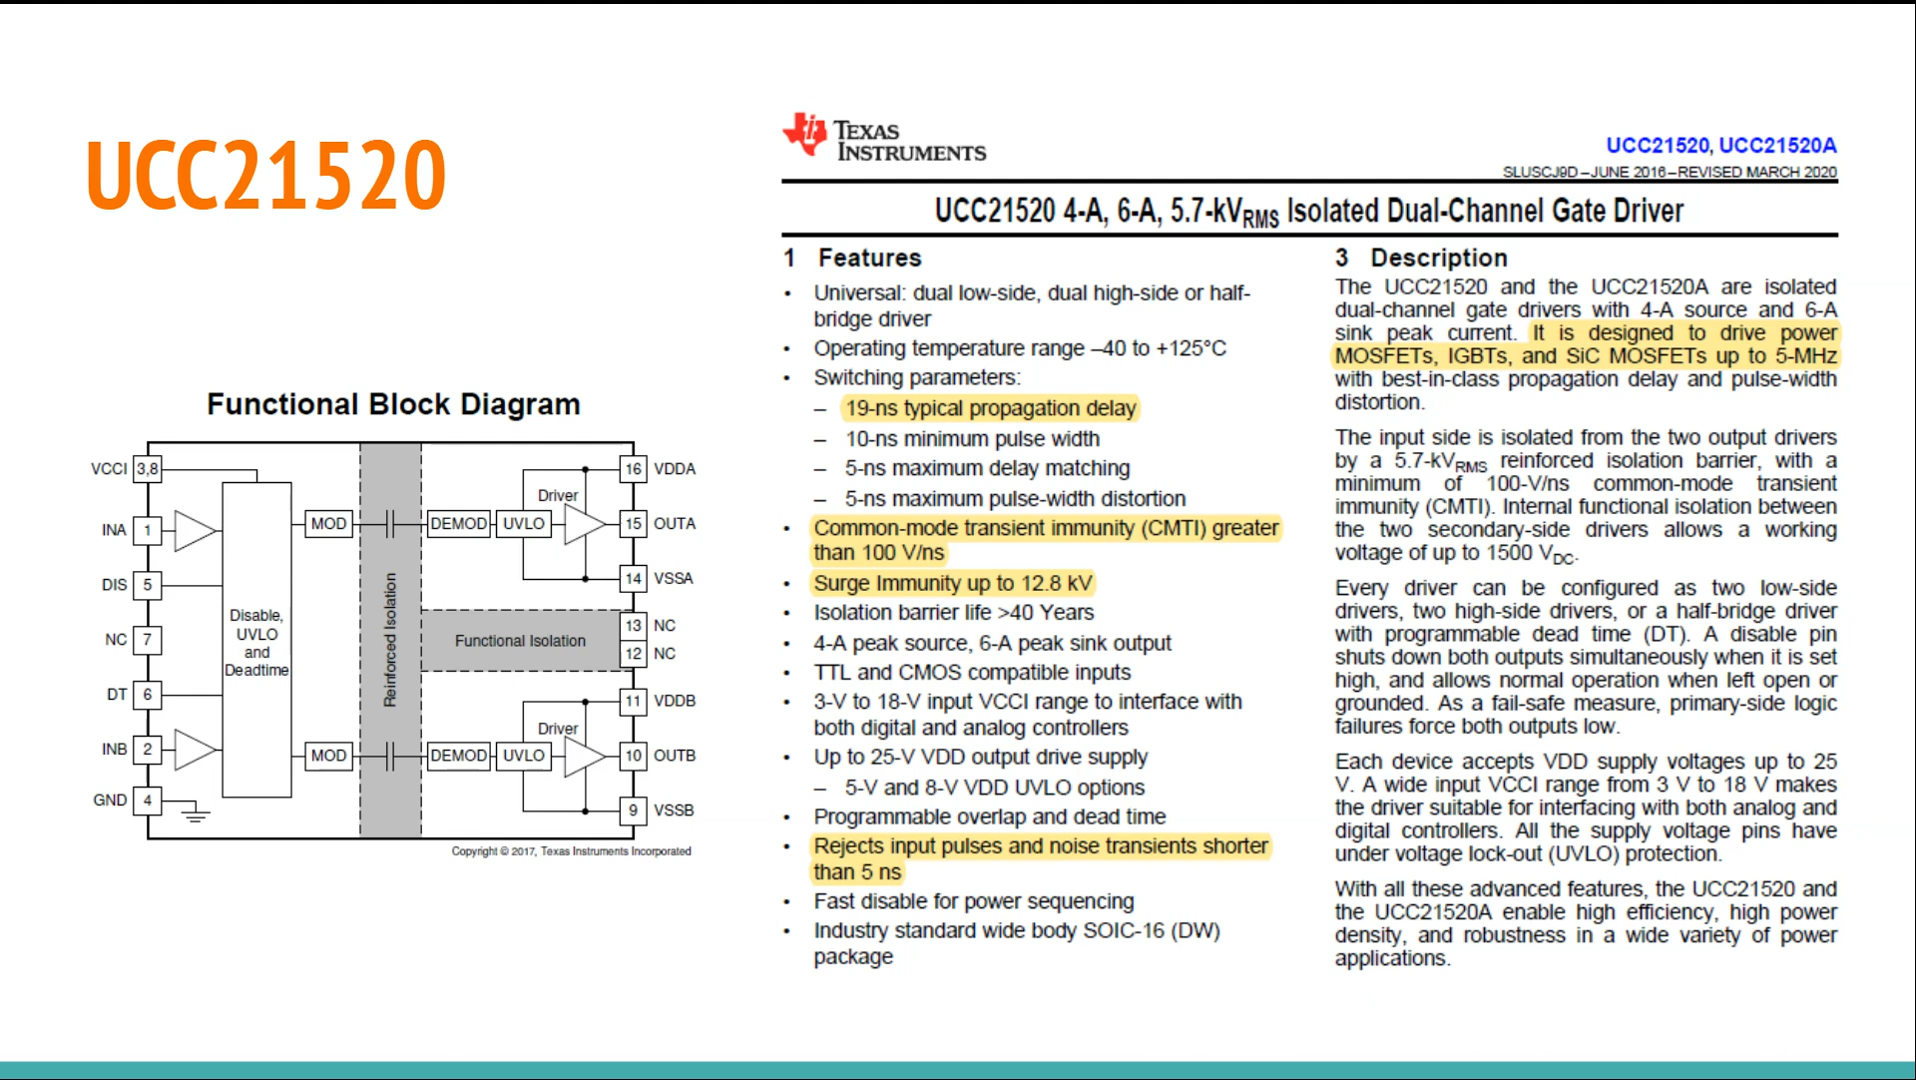 UCC21520
Functional Block Diagram
VCCI 3,8
INA 1
DIS 5
NC 7
DT 6
INB 2
GND 4
Disable,
UVLO
and
Deadtime
MOD
MOD
Reinforced Isolation
DEMOD UVLO
Driver
Functional Isolation
DEMOD UVLO
Driver
16 VDDA
15 OUTA
14 VSSA
13 NC
12 NC
11 VDDB
10 OUTB
9 VSSB
Copyright © 2017, Texas Instruments Incorporated
TEXAS
INSTRUMENTS
UCC21520, UCC21520A
SLUSCJ9D –JUNE 2016–REVISED MARCH 2020
UCC21520 4-A, 6-A, 5.7-kVRMS Isolated Dual-Channel Gate Driver
1 Features
• Universal: dual low-side, dual high-side or half-
bridge driver
• Operating temperature range –40 to +125°C
• Switching parameters:
– 19-ns typical propagation delay
– 10-ns minimum pulse width
– 5-ns maximum delay matching
– 5-ns maximum pulse-width distortion
• Common-mode transient immunity (CMTI) greater
than 100 V/ns
• Surge Immunity up to 12.8 kV
• Isolation barrier life >40 Years
• 4-A peak source, 6-A peak sink output
• TTL and CMOS compatible inputs
• 3-V to 18-V input VCCI range to interface with
both digital and analog controllers
• Up to 25-V VDD output drive supply
– 5-V and 8-V VDD UVLO options
• Programmable overlap and dead time
• Rejects input pulses and noise transients shorter
than 5 ns
• Fast disable for power sequencing
• Industry standard wide body SOIC-16 (DW)
package
3 Description
The UCC21520 and the UCC21520A are isolated
dual-channel gate drivers with 4-A source and 6-A
sink peak current. It is designed to drive power
MOSFETs, IGBTs, and SiC MOSFETs up to 5-MHz
with best-in-class propagation delay and pulse-width
distortion.
The input side is isolated from the two output drivers
by a 5.7-kVRMS reinforced isolation barrier, with a
minimum of 100-V/ns common-mode transient
immunity (CMTI). Internal functional isolation between
the two secondary-side drivers allows a working
voltage of up to 1500 VDC.
Every driver can be configured as two low-side
drivers, two high-side drivers, or a half-bridge driver
with programmable dead time (DT). A disable pin
shuts down both outputs simultaneously when it is set
high, and allows normal operation when left open or
grounded. As a fail-safe measure, primary-side logic
failures force both outputs low.
Each device accepts VDD supply voltages up to 25
V. A wide input VCCI range from 3 V to 18 V makes
the driver suitable for interfacing with both analog and
digital controllers. All the supply voltage pins have
under voltage lock-out (UVLO) protection.
With all these advanced features, the UCC21520 and
the UCC21520A enable high efficiency, high power
density, and robustness in a wide variety of power
applications.